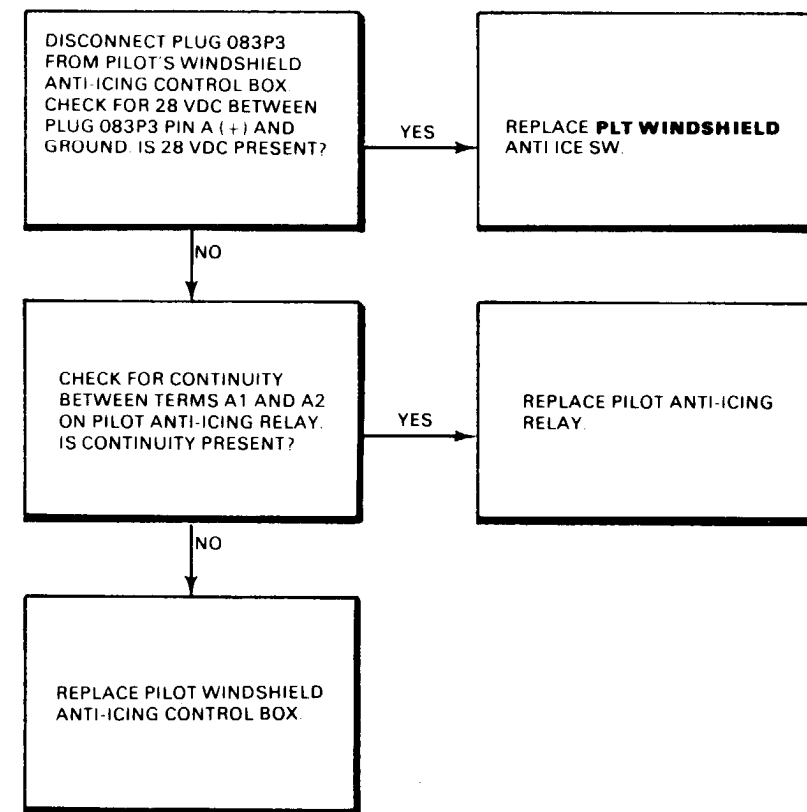 DISCONNECT PLUG 083P3
FROM PILOT'S WINDSHIELD
ANTI-ICING CONTROL BOX.
CHECK FOR 28 VDC BETWEEN
PLUG 083P3 PIN A (+) AND
GROUND. IS 28 VDC PRESENT?
YES
REPLACE PLT WINDSHIELD
ANTI ICE SW.
NO
CHECK FOR CONTINUITY
BETWEEN TERMS A1 AND A2
ON PILOT ANTI-ICING RELAY.
IS CONTINUITY PRESENT?
YES
REPLACE PILOT ANTI-ICING
RELAY.
NO
REPLACE PILOT WINDSHIELD
ANTI-ICING CONTROL BOX.